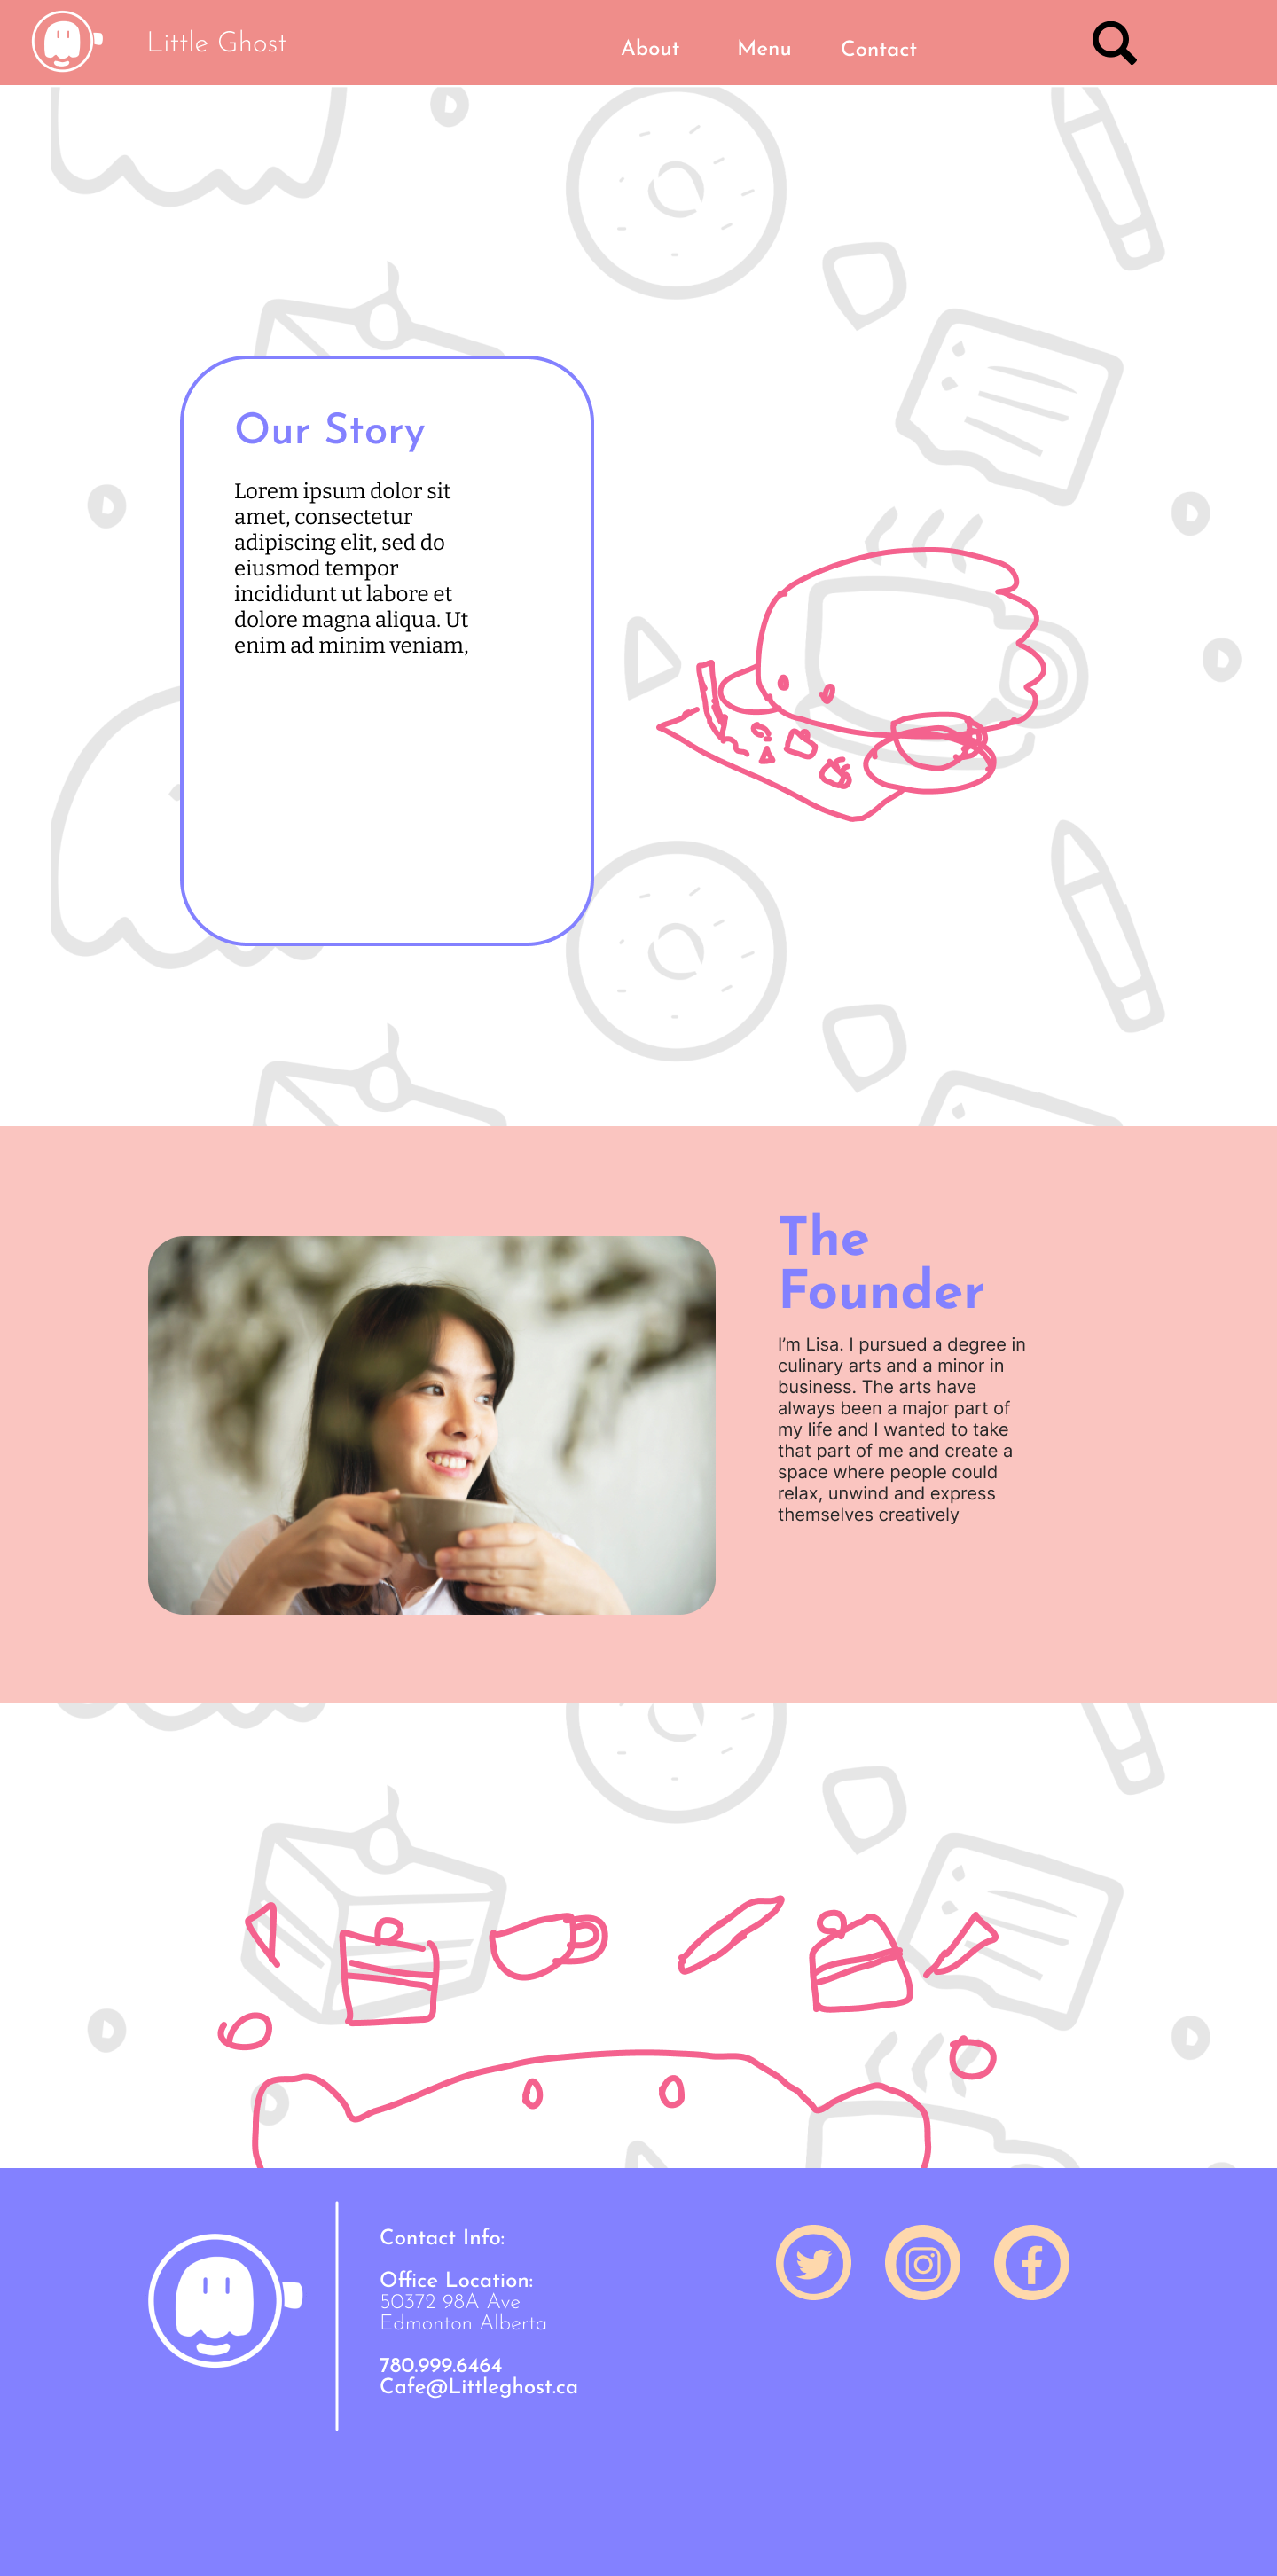 Little Ghost
About Menu Contact
Our Story
Lorem ipsum dolor sit
amet, consectetur
adipiscing elit, sed do
eiusmod tempor
incididunt ut labore et
dolore magna aliqua. Ut
enim ad minim veniam,
The
Founder
I’m Lisa. I pursued a degree in
culinary arts and a minor in
business. The arts have
always been a major part of
my life and I wanted to take
that part of me and create a
space where people could
relax, unwind and express
themselves creatively
Contact Info:
Office Location:
50372 98A Ave
Edmonton Alberta
780.999.6464
Cafe@Littleghost.ca